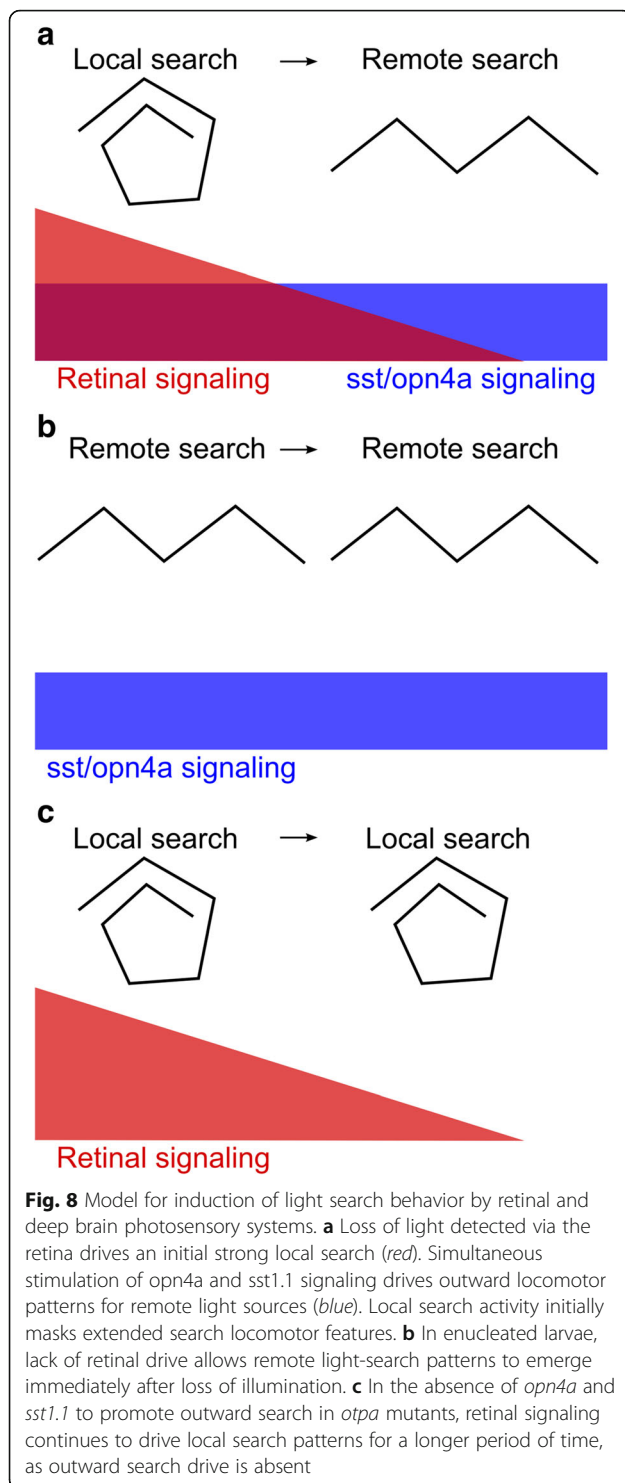 a
Local search → Remote search
Retinal signaling sst/opn4a signaling
b
Remote search → Remote search
sst/opn4a signaling
c
Local search → Local search
Retinal signaling
Fig. 8 Model for induction of light search behavior by retinal and
deep brain photosensory systems. a Loss of light detected via the
retina drives an initial strong local search (red). Simultaneous
stimulation of opn4a and sst1.1 signaling drives outward locomotor
patterns for remote light sources (blue). Local search activity initially
masks extended search locomotor features. b In enucleated larvae,
lack of retinal drive allows remote light-search patterns to emerge
immediately after loss of illumination. c In the absence of opn4a and
sst1.1 to promote outward search in otpa mutants, retinal signaling
continues to drive local search patterns for a longer period of time,
as outward search drive is absent